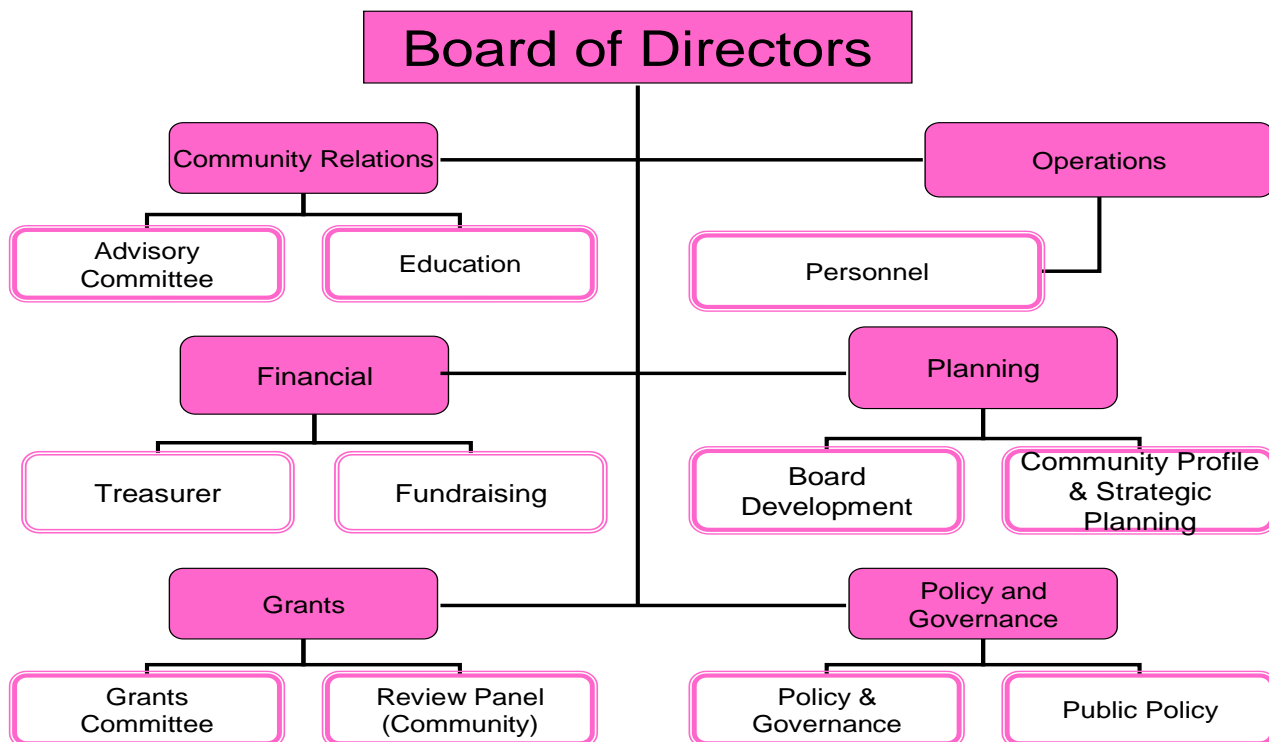 Board of Directors
Community Relations
Operations
Advisory
Committee
Education
Personnel
Financial
Planning
Treasurer
Fundraising
Board
Development
Community Profile
& Strategic
Planning
Grants
Policy and
Governance
Grants
Committee
Review Panel
(Community)
Policy &
Governance
Public Policy